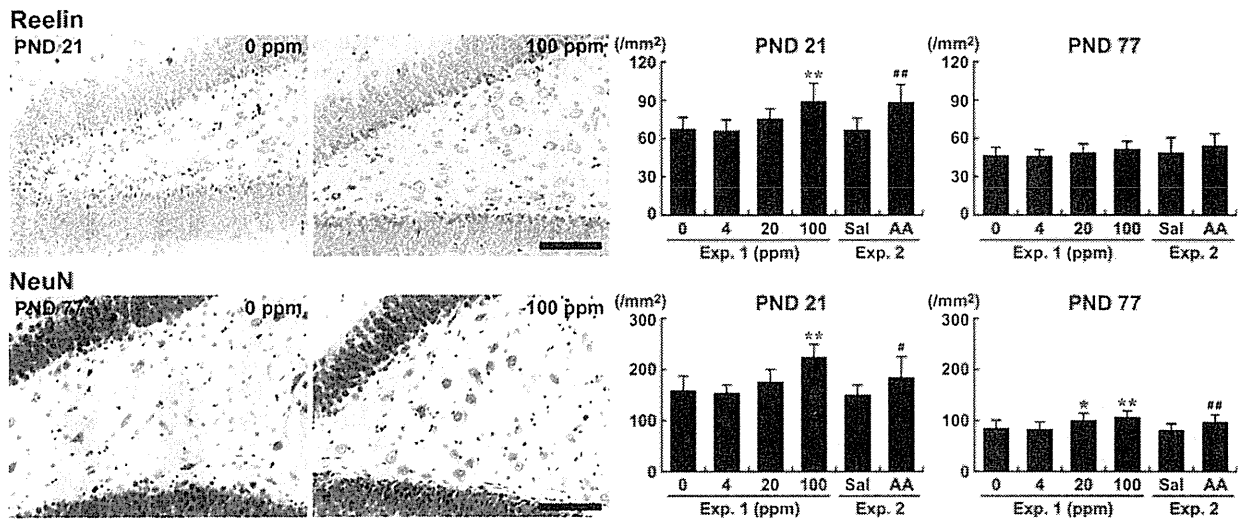 Reelin
PND 21 0 ppm 100 ppm
(/mm²) PND 21
120
90
60
30
0
** ##
0 4 20 100 Sal AA
Exp. 1 (ppm) Exp. 2
(/mm²) PND 77
120
90
60
30
0
0 4 20 100 Sal AA
Exp. 1 (ppm) Exp. 2
NeuN
PND 77 0 ppm 100 ppm
(/mm²) PND 21
300
200
100
0
** #
0 4 20 100 Sal AA
Exp. 1 (ppm) Exp. 2
(/mm²) PND 77
300
200
100
0
* ** ##
0 4 20 100 Sal AA
Exp. 1 (ppm) Exp. 2